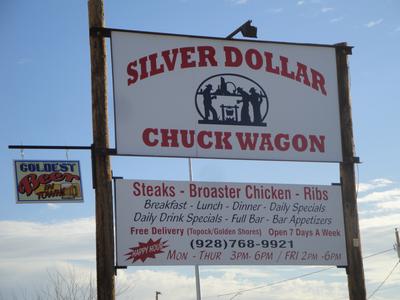 SILVER DOLLAR
CHUCK WAGON
Steaks - Broaster Chicken - Ribs
Breakfast - Lunch - Dinner - Daily Specials
Daily Drink Specials - Full Bar - Bar Appetizers
Free Delivery (Topock/Golden Shores) Open 7 Days A Week
(928)768-9921
HAPPY HOUR MON - THUR 3PM-6PM / FRI 2PM-6PM
COLDEST
Beer
IN TOWN